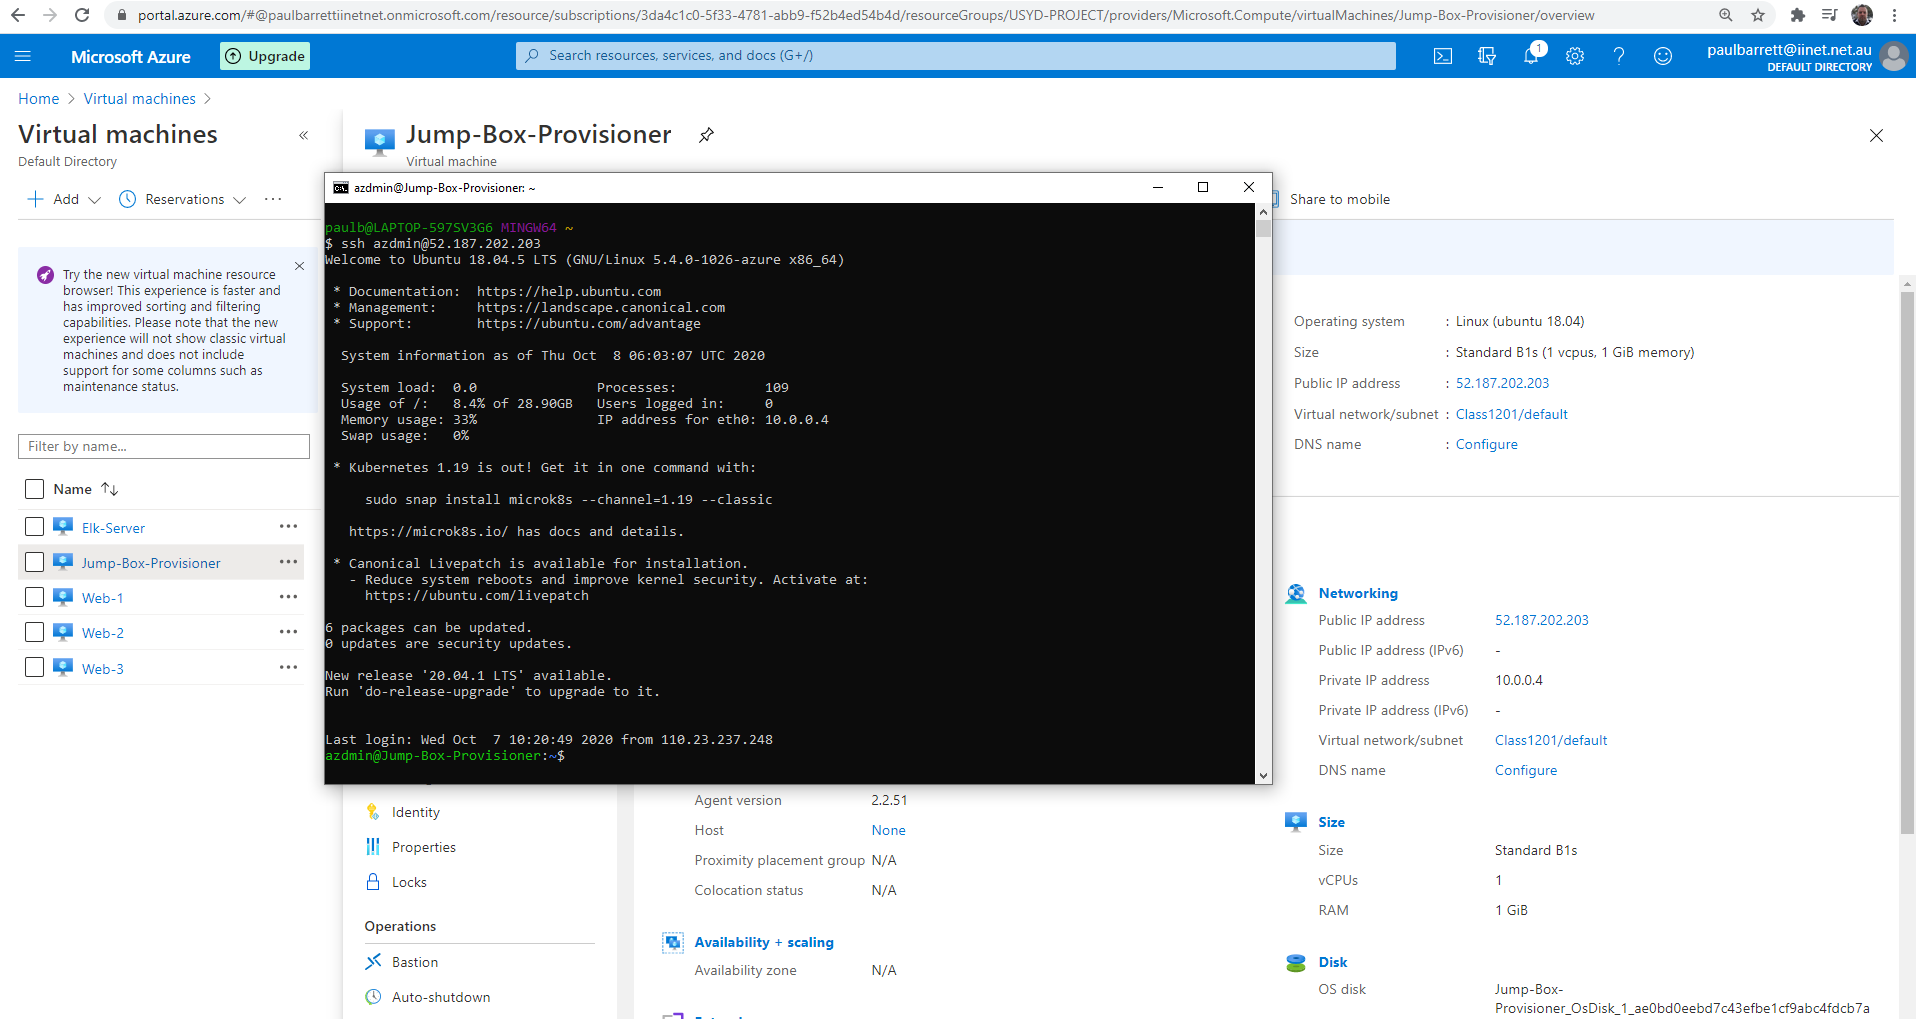 portal.azure.com/#@paulbarrettiinetnet.onmicrosoft.com/resource/subscriptions/3da4c1c0-5f33-4781-abb9-f52b4ed54b4d/resourceGroups/USYD-PROJECT/providers/Microsoft.Compute/virtualMachines/Jump-Box-Provisioner/overview
Microsoft Azure
Upgrade
Search resources, services, and docs (G+/)
1
paulbarrett@iinet.net.au
DEFAULT DIRECTORY
Home > Virtual machines >
Virtual machines
Default Directory
Jump-Box-Provisioner
Virtual machine
Add
Reservations
Share to mobile
Try the new virtual machine resource
browser! This experience is faster and
has improved sorting and filtering
capabilities. Please note that the new
experience will not show classic virtual
machines and does not include
support for some columns such as
maintenance status.
Filter by name...
Name
Elk-Server
Jump-Box-Provisioner
Web-1
Web-2
Web-3
azdmin@Jump-Box-Provisioner: ~
paulb@LAPTOP-597SV3G6 MINGW64 ~
$ ssh azdmin@52.187.202.203
Welcome to Ubuntu 18.04.5 LTS (GNU/Linux 5.4.0-1026-azure x86_64)
* Documentation: https://help.ubuntu.com
* Management: https://landscape.canonical.com
* Support: https://ubuntu.com/advantage
System information as of Thu Oct 8 06:03:07 UTC 2020
System load: 0.0 Processes: 109
Usage of /: 8.4% of 28.90GB Users logged in: 0
Memory usage: 33% IP address for eth0: 10.0.0.4
Swap usage: 0%
* Kubernetes 1.19 is out! Get it in one command with:
sudo snap install microk8s --channel=1.19 --classic
https://microk8s.io/ has docs and details.
* Canonical Livepatch is available for installation.
- Reduce system reboots and improve kernel security. Activate at:
https://ubuntu.com/livepatch
6 packages can be updated.
0 updates are security updates.
New release '20.04.1 LTS' available.
Run 'do-release-upgrade' to upgrade to it.
Last login: Wed Oct 7 10:20:49 2020 from 110.23.237.248
azdmin@Jump-Box-Provisioner:~$
Operating system : Linux (ubuntu 18.04)
Size : Standard B1s (1 vcpus, 1 GiB memory)
Public IP address : 52.187.202.203
Virtual network/subnet : Class1201/default
DNS name : Configure
Identity
Properties
Locks
Operations
Bastion
Auto-shutdown
Agent version 2.2.51
Host None
Proximity placement group N/A
Colocation status N/A
Availability + scaling
Availability zone N/A
Networking
Public IP address 52.187.202.203
Public IP address (IPv6) -
Private IP address 10.0.0.4
Private IP address (IPv6) -
Virtual network/subnet Class1201/default
DNS name Configure
Size
Size Standard B1s
vCPUs 1
RAM 1 GiB
Disk
OS disk Jump-Box-
Provisioner_OsDisk_1_ae0bd0eebd7c43efbe1cf9abc4fdcb7a